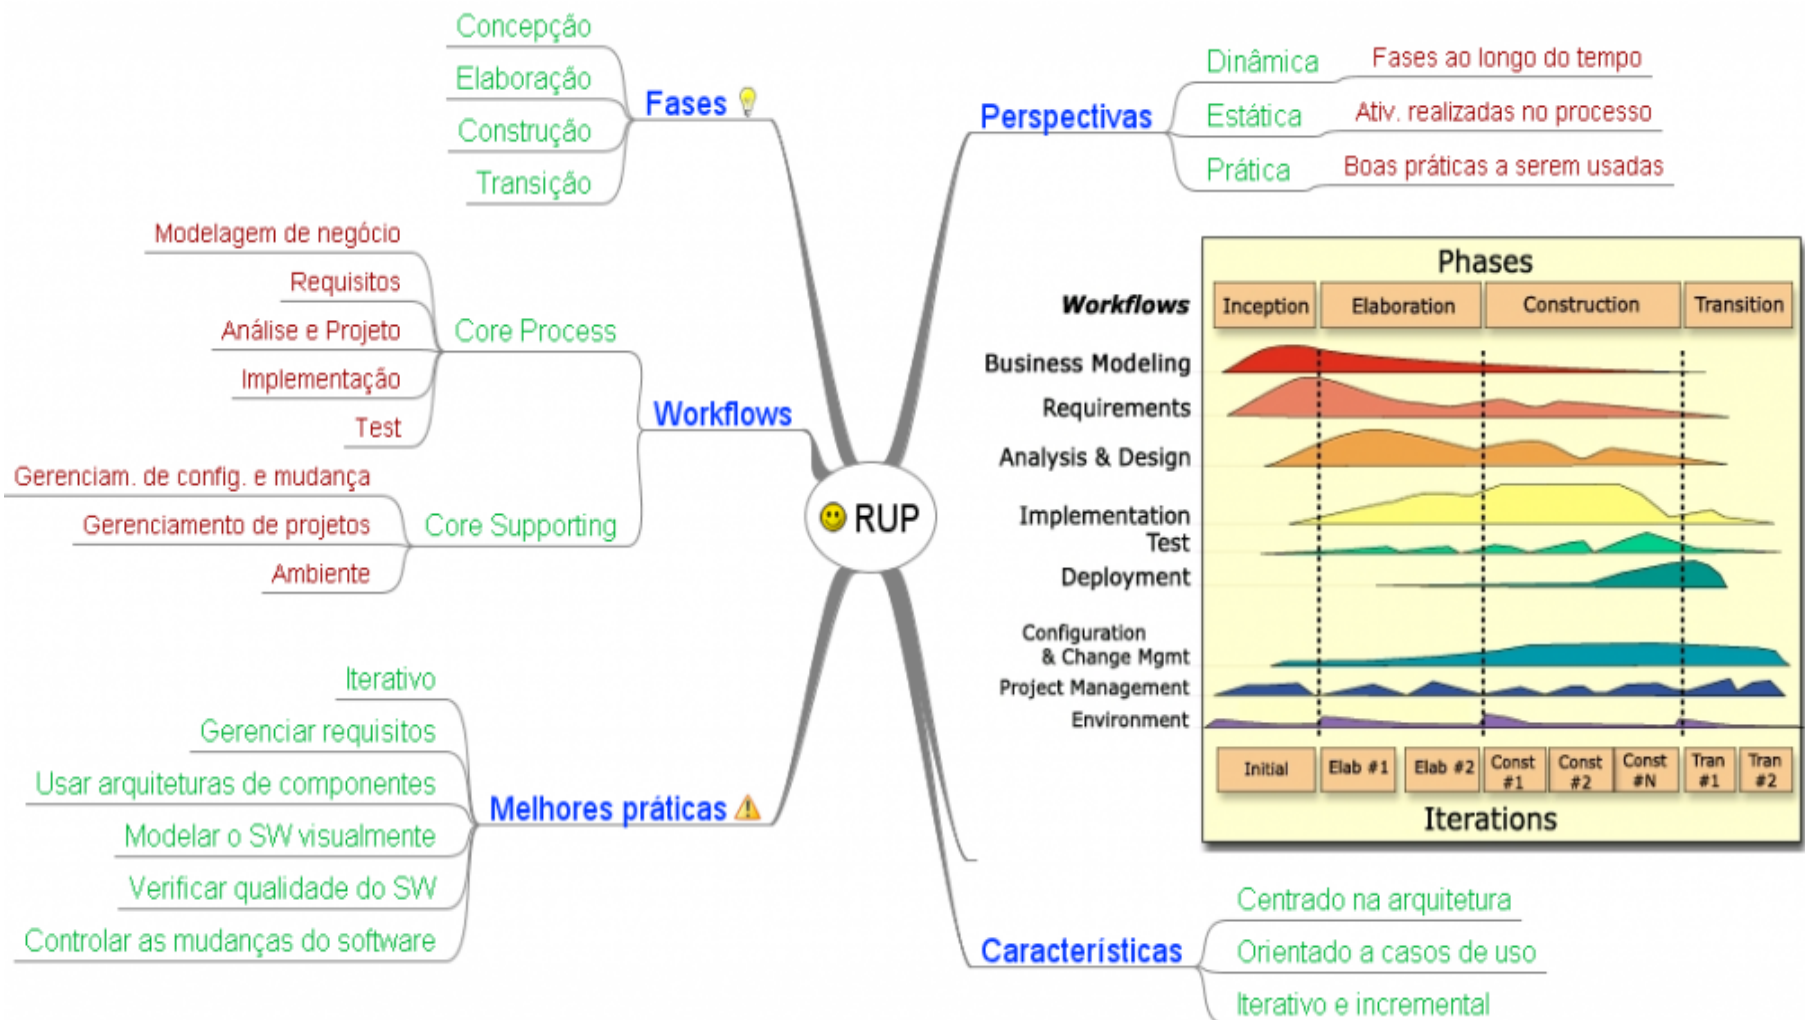 Concepção
Elaboração
Construção
Transição
Fases
Modelagem de negócio
Requisitos
Análise e Projeto
Implementação
Test
Core Process
Workflows
Gerenciam. de config. e mudança
Gerenciamento de projetos
Ambiente
Core Supporting
RUP
Iterativo
Gerenciar requisitos
Usar arquiteturas de componentes
Modelar o SW visualmente
Verificar qualidade do SW
Controlar as mudanças do software
Melhores práticas
Perspectivas
Dinâmica
Fases ao longo do tempo
Estática
Ativ. realizadas no processo
Prática
Boas práticas a serem usadas
Phases
Workflows
Inception
Elaboration
Construction
Transition
Business Modeling
Requirements
Analysis & Design
Implementation
Test
Deployment
Configuration
& Change Mgmt
Project Management
Environment
Initial
Elab #1
Elab #2
Const
#1
Const
#2
Const
#N
Tran
#1
Tran
#2
Iterations
Características
Centrado na arquitetura
Orientado a casos de uso
Iterativo e incremental